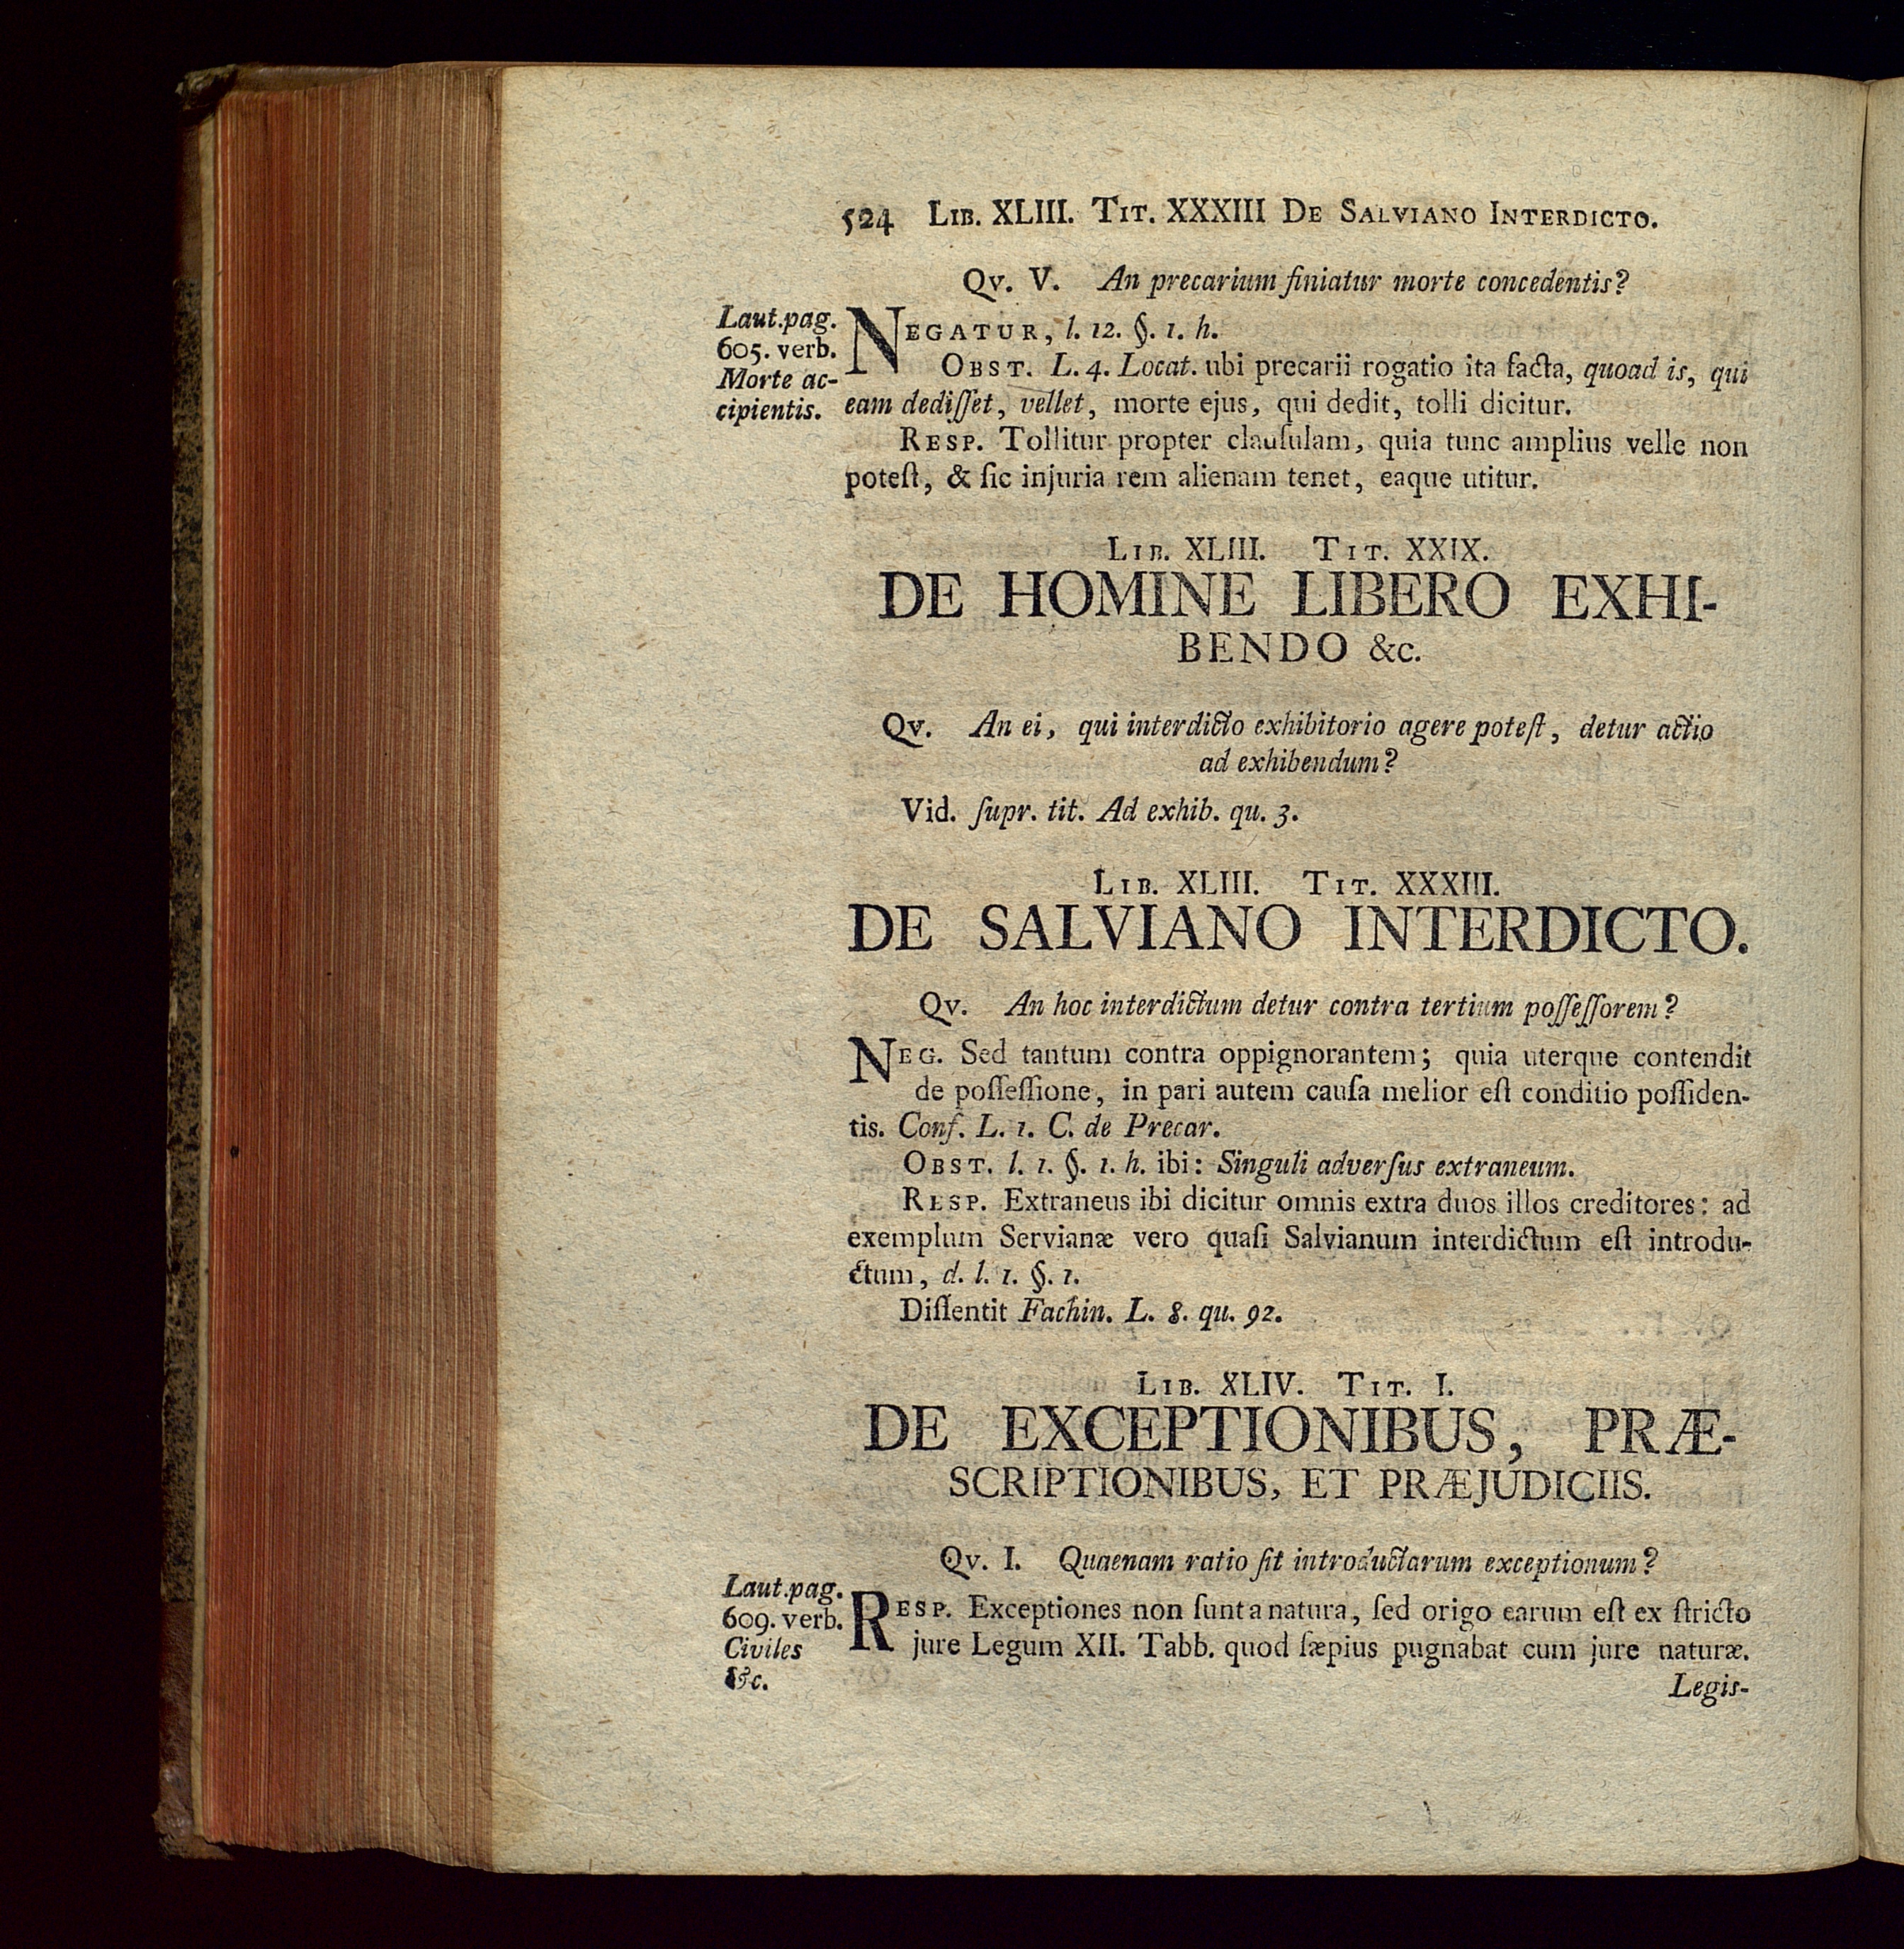 524 Lib. XLIII. Tit. XXXIII De Salviano Interdicto.
Qv. V. An precarium finiatur morte concedentis?
Laut. pag.
605. verb.
Morte ac-
cipientis.
NEGATUR, l. 12. §. 1. h.
Obst. L. 4. Locat. ubi precarii rogatio ita facta, quoad is, qui
eam dediſſet, vellet, morte ejus, qui dedit, tolli dicitur.
Resp. Tollitur propter clauſulam, quia tunc amplius velle non
poteſt, & ſic injuria rem alienam tenet, eaque utitur.
Lib. XLIII. Tit. XXIX.
DE HOMINE LIBERO EXHI-
BENDO &c.
Qv. An ei, qui interdicto exhibitorio agere poteſt, detur actio
ad exhibendum?
Vid. ſupr. tit. Ad exhib. qu. 3.
Lib. XLIII. Tit. XXXIII.
DE SALVIANO INTERDICTO.
Qv. An hoc interdictum detur contra tertium poſſeſſorem?
NEG. Sed tantum contra oppignorantem; quia uterque contendit
de poſſeſſione, in pari autem cauſa melior eſt conditio poſſiden-
tis. Conf. L. 1. C. de Precar.
Obst. l. 1. §. 1. h. ibi: Singuli adverſus extraneum.
Resp. Extraneus ibi dicitur omnis extra duos illos creditores: ad
exemplum Servianæ vero quaſi Salvianum interdictum eſt introdu-
ctum, d. l. 1. §. 1.
Diſſentit Fachin. L. 8. qu. 92.
Lib. XLIV. Tit. I.
DE EXCEPTIONIBUS, PRÆ-
SCRIPTIONIBUS, ET PRÆJUDICIIS.
Qv. I. Quaenam ratio ſit introductarum exceptionum?
Laut. pag.
609. verb.
Civiles
&c.
RESP. Exceptiones non ſunt a natura, ſed origo earum eſt ex ſtricto
jure Legum XII. Tabb. quod ſæpius pugnabat cum jure naturæ.
Legis-